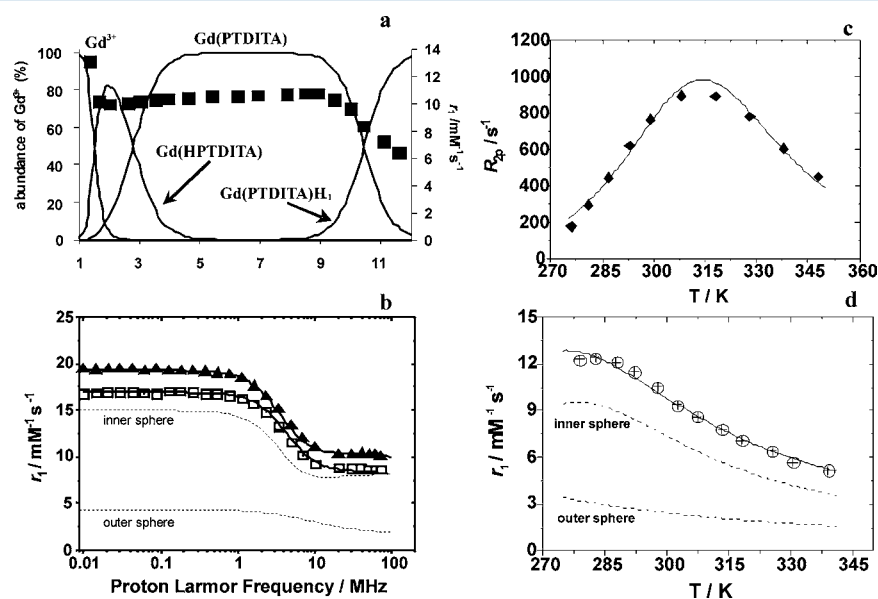 a
Gd³⁺
Gd(PTDITA)
Gd(HPTDITA)
Gd(PTDITA)H₁
abundance of Gd³⁺ (%)
100
80
60
40
20
0
14
12
10
8
6
4
2
0
r₁ / mM⁻¹s⁻¹
1 3 5 7 9 11
c
R₂ₚ / s⁻¹
1200
1000
800
600
400
200
0
270 285 300 315 330 345 360
T / K
b
r₁ / mM⁻¹ s⁻¹
25
20
15
10
5
0
inner sphere
outer sphere
0.01 0.1 1 10 100
Proton Larmor Frequency / MHz
d
r₁ / mM⁻¹ s⁻¹
15
12
9
6
3
0
inner sphere
outer sphere
270 285 300 315 330 345
T / K